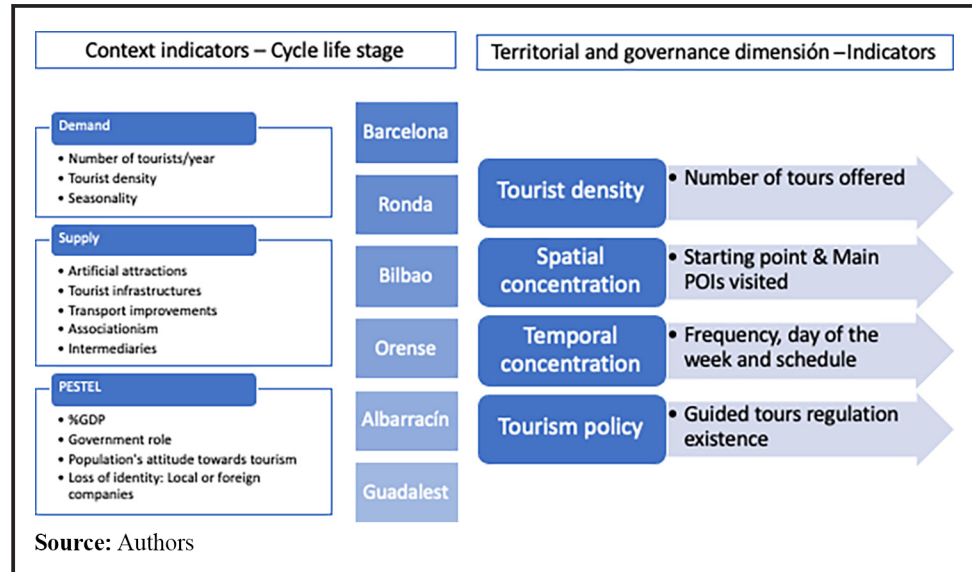 Context indicators – Cycle life stage
Territorial and governance dimensión –Indicators
Demand
• Number of tourists/year
• Tourist density
• Seasonality
Supply
• Artificial attractions
• Tourist infrastructures
• Transport improvements
• Associationism
• Intermediaries
PESTEL
• %GDP
• Government role
• Population's attitude towards tourism
• Loss of identity: Local or foreign
companies
Barcelona
Ronda
Bilbao
Orense
Albarracín
Guadalest
Tourist density
• Number of tours offered
Spatial
concentration
• Starting point & Main
POIs visited
Temporal
concentration
• Frequency, day of the
week and schedule
Tourism policy
• Guided tours regulation
existence
Source: Authors